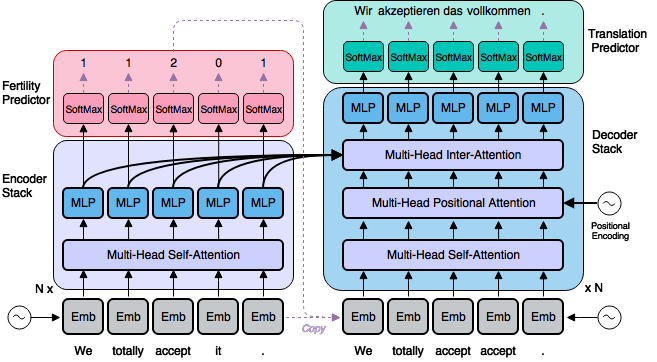 Wir akzeptieren das vollkommen .
Translation
Predictor
SoftMax SoftMax SoftMax SoftMax SoftMax
1 1 2 0 1
Fertility
Predictor
SoftMax SoftMax SoftMax SoftMax SoftMax
MLP MLP MLP MLP MLP
Decoder
Stack
Multi-Head Inter-Attention
Encoder
Stack
MLP MLP MLP MLP MLP
Multi-Head Positional Attention
Positional
Encoding
Multi-Head Self-Attention
Multi-Head Self-Attention
N x
x N
Emb Emb Emb Emb Emb
Copy
Emb Emb Emb Emb Emb
We totally accept it .
We totally accept accept .